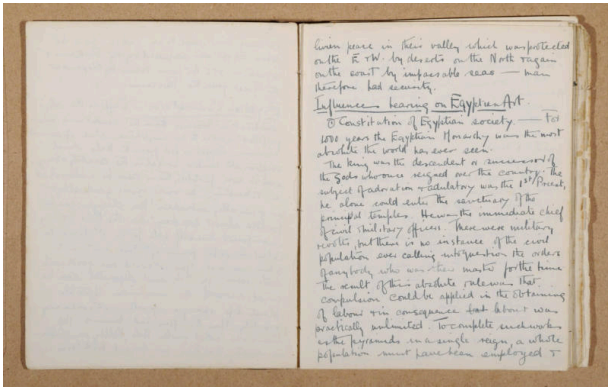 living peace in their valley which was protected
on the E & W. by deserts on the North & again
on the coast by impassable seas — man
therefore had security.
Influences bearing on Egyptian Art.
① Constitution of Egyptian society. — For
1000 years the Egyptian Monarchy was the most
absolute the world has ever seen.
The King was the descendent or successor of
the Gods who once reigned over the country. The
subject of adoration & adulatory was the 1st Priest,
he alone could enter the sanctuary of the
principal temples. He was the immediate chief
of civil & military officers. There were military
revolts, but there is no instance of the civil
population ever calling into question the orders
of anybody who was their master for the time
The result of this absolute rule was that
compulsion could be applied in the obtaining
of labour & in consequence labour was
practically unlimited. To complete such works
as the pyramids in a single reign, a whole
population must have been employed &